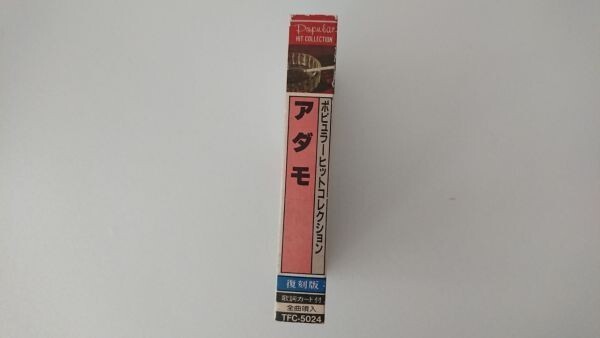 Popular
HIT COLLECTION
ポピュラーヒットコレクション
アダモ
復刻版
歌詞カード付
全曲唄入
TFC-5024